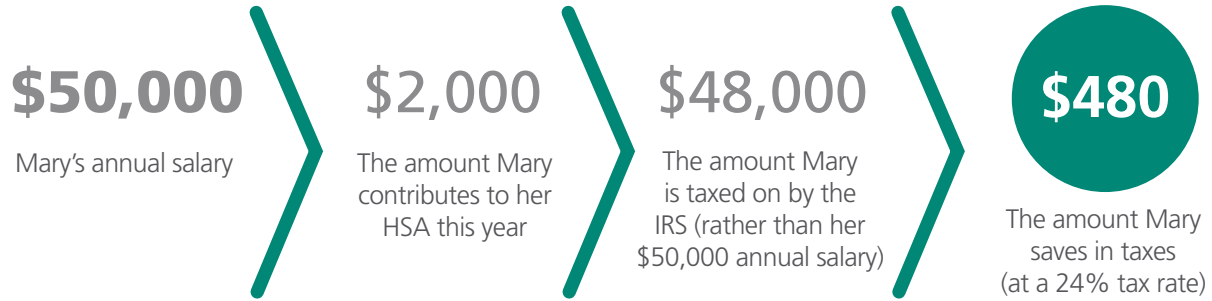 $50,000
Mary's annual salary
$2,000
The amount Mary
contributes to her
HSA this year
$48,000
The amount Mary
is taxed on by the
IRS (rather than her
$50,000 annual salary)
$480
The amount Mary
saves in taxes
(at a 24% tax rate)